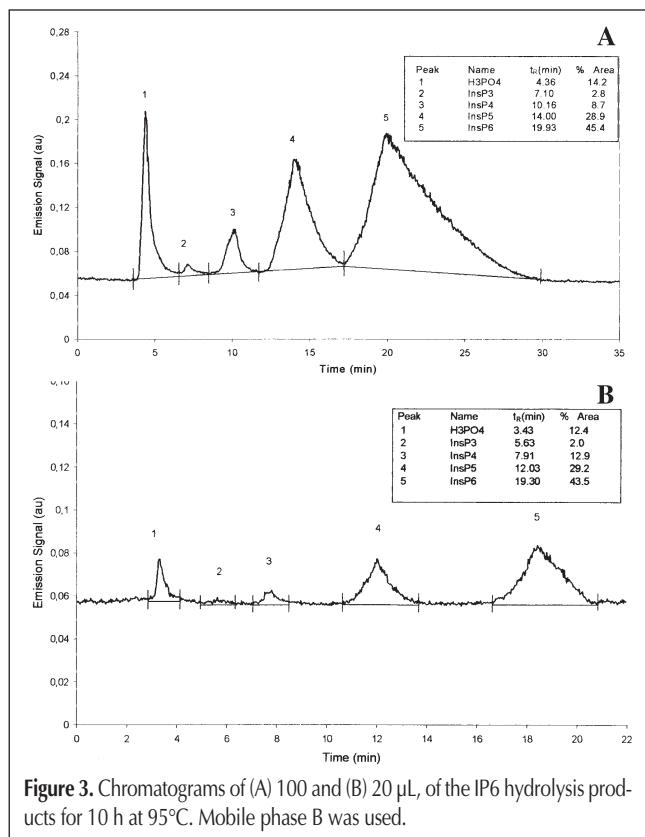 A
0,28
0,24
0,2
0,16
0,12
0,08
0,04
0
Emission Signal (au)
Peak Name tR(min) % Area
1 H3PO4 4.36 14.2
2 InsP3 7.10 2.8
3 InsP4 10.16 8.7
4 InsP5 14.00 28.9
5 InsP6 19.93 45.4
1
2
3
4
5
0 5 10 15 20 25 30 35
Time (min)
B
0,16
0,14
0,12
0,1
0,08
0,06
0,04
0,02
0
Emission Signal (au)
Peak Name tR(min) % Area
1 H3PO4 3.43 12.4
2 InsP3 5.63 2.0
3 InsP4 7.91 12.9
4 InsP5 12.03 29.2
5 InsP6 19.30 43.5
1
2
3
4
5
0 2 4 6 8 10 12 14 16 18 20 22
Time (min)
Figure 3. Chromatograms of (A) 100 and (B) 20 µL, of the IP6 hydrolysis prod-
ucts for 10 h at 95°C. Mobile phase B was used.